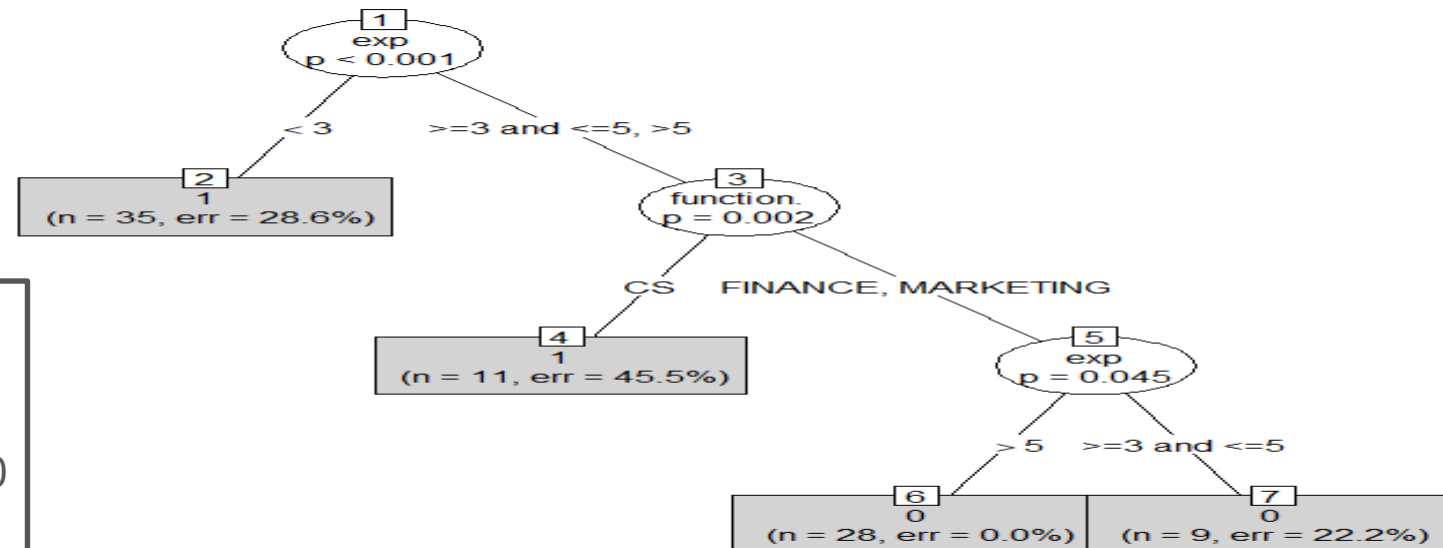 1
exp
p < 0.001
< 3
>=3 and <=5, >5
2
1
(n = 35, err = 28.6%)
3
function.
p = 0.002
CS
FINANCE, MARKETING
4
1
(n = 11, err = 45.5%)
5
exp
p = 0.045
> 5
>=3 and <=5
6
0
(n = 28, err = 0.0%)
7
0
(n = 9, err = 22.2%)